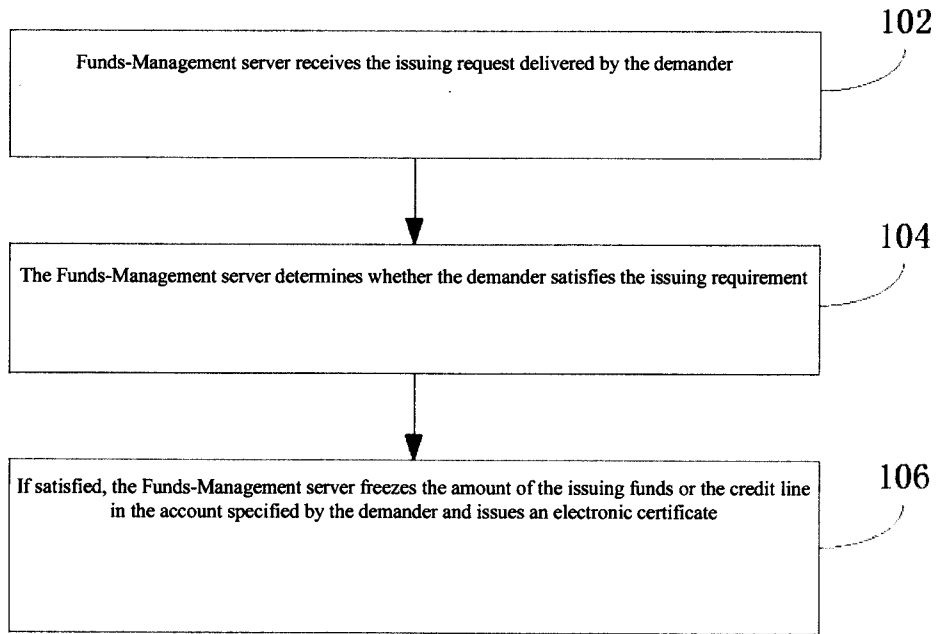 102
Funds-Management server receives the issuing request delivered by the demander
104
The Funds-Management server determines whether the demander satisfies the issuing requirement
106
If satisfied, the Funds-Management server freezes the amount of the issuing funds or the credit line
in the account specified by the demander and issues an electronic certificate